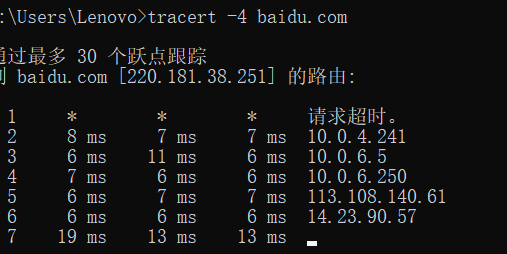 :\Users\Lenovo>tracert -4 baidu.com
通过最多 30 个跃点跟踪
到 baidu.com [220.181.38.251] 的路由:
1 * * * 请求超时。
2 8 ms 7 ms 7 ms 10.0.4.241
3 6 ms 11 ms 6 ms 10.0.6.5
4 7 ms 6 ms 6 ms 10.0.6.250
5 6 ms 7 ms 7 ms 113.108.140.61
6 6 ms 6 ms 6 ms 14.23.90.57
7 19 ms 13 ms 13 ms